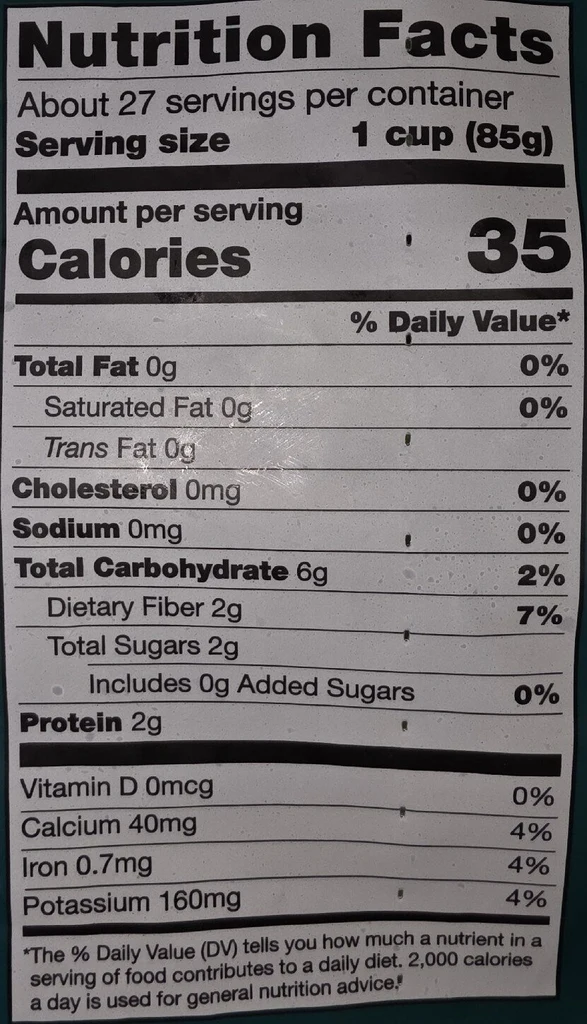 Nutrition Facts
About 27 servings per container
Serving size 1 cup (85g)
Amount per serving
Calories 35
% Daily Value*
Total Fat 0g 0%
Saturated Fat 0g 0%
Trans Fat 0g
Cholesterol 0mg 0%
Sodium 0mg 0%
Total Carbohydrate 6g 2%
Dietary Fiber 2g 7%
Total Sugars 2g
Includes 0g Added Sugars 0%
Protein 2g
Vitamin D 0mcg 0%
Calcium 40mg 4%
Iron 0.7mg 4%
Potassium 160mg 4%
*The % Daily Value (DV) tells you how much a nutrient in a
serving of food contributes to a daily diet. 2,000 calories
a day is used for general nutrition advice.